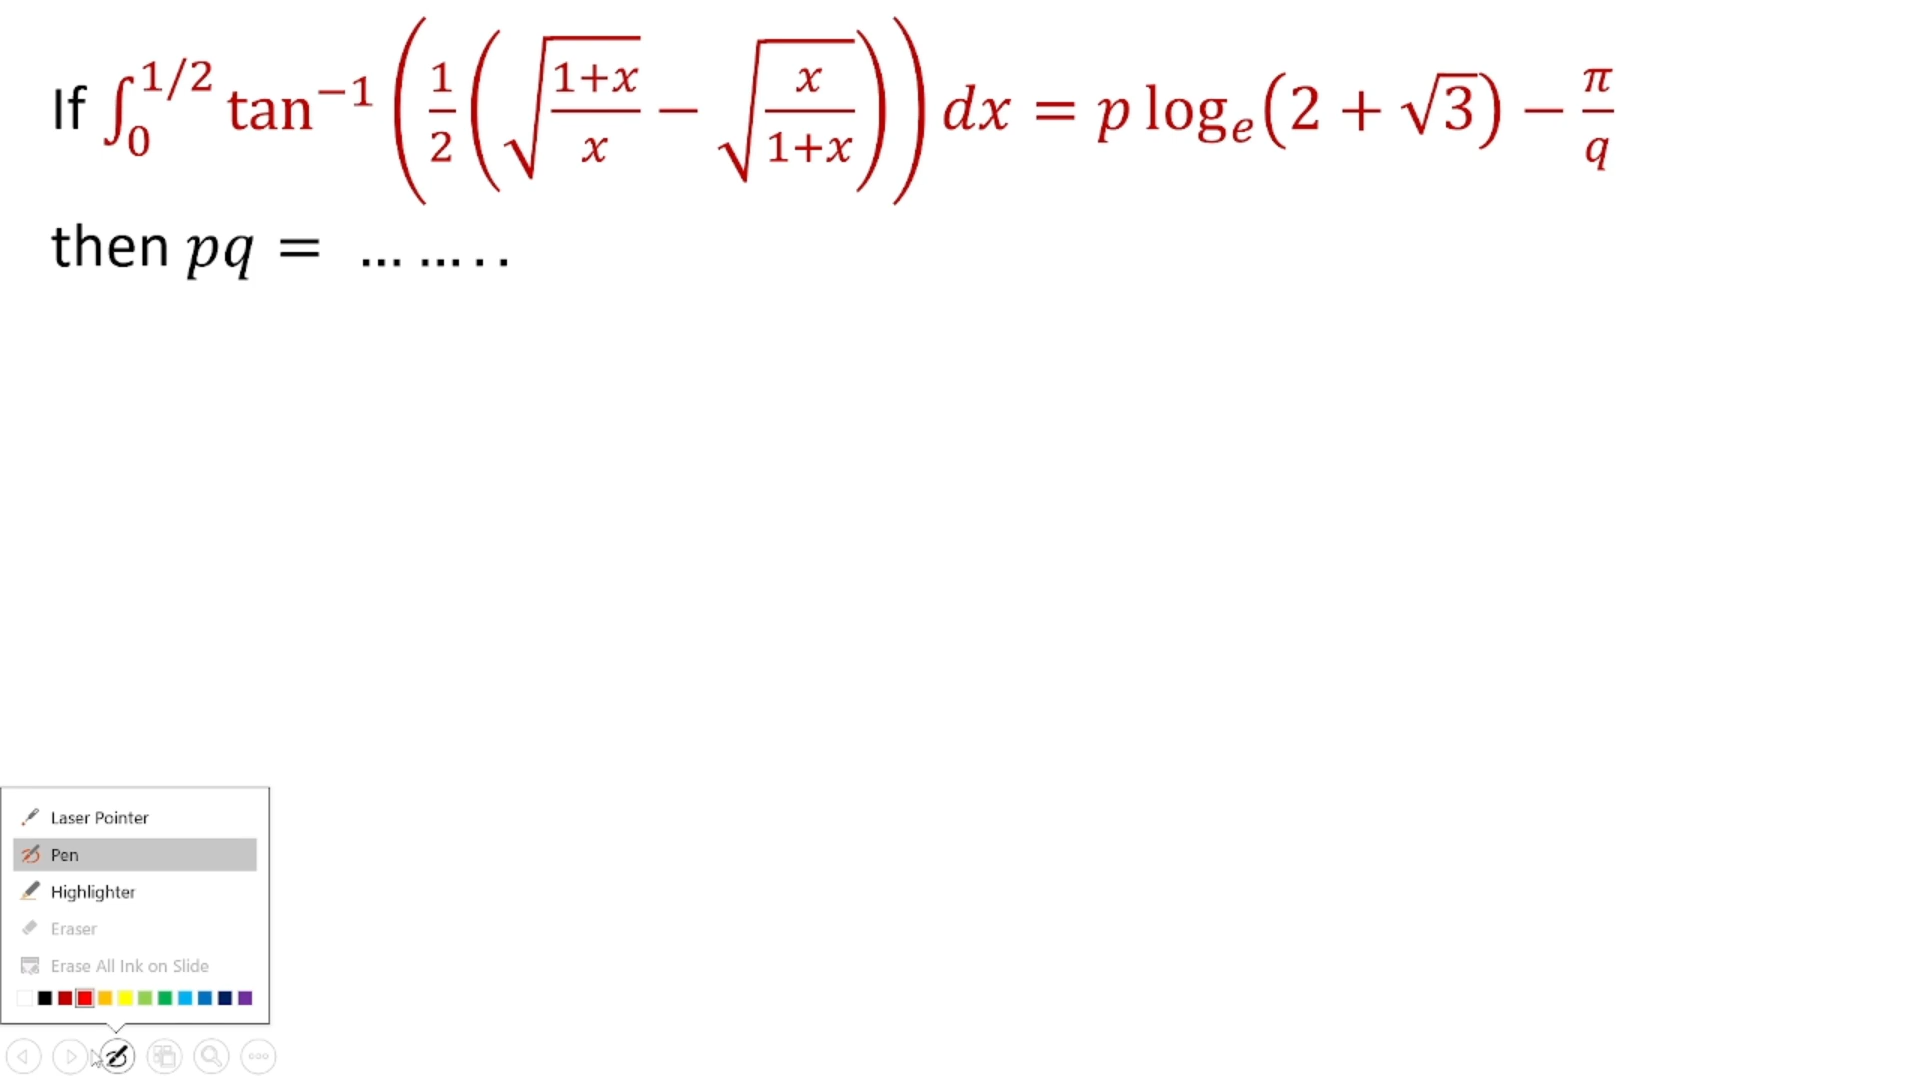 If ∫₀^{1/2} tan⁻¹(1/2(√((1+x)/x) − √(x/(1+x)))) dx = p logₑ(2 + √3) − π/q
then pq = … … . .
Laser Pointer
Pen
Highlighter
Eraser
Erase All Ink on Slide